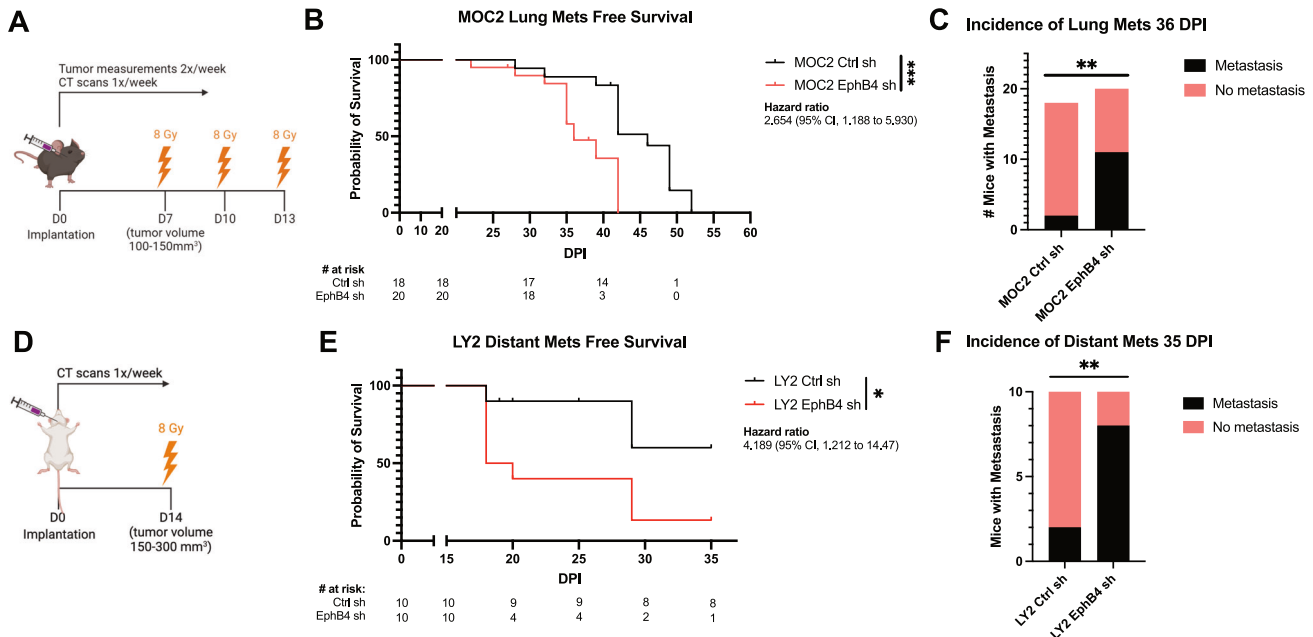 A
Tumor measurements 2x/week
CT scans 1x/week
8 Gy
8 Gy
8 Gy
D0
D7
D10
D13
Implantation
(tumor volume
100-150mm³)
B
MOC2 Lung Mets Free Survival
Probability of Survival
100
50
0
0
10
20
25
30
35
40
45
50
55
60
DPI
MOC2 Ctrl sh
MOC2 EphB4 sh
***
Hazard ratio
2.654 (95% CI, 1.188 to 5.930)
# at risk
Ctrl sh 18 18 17 14 1
EphB4 sh 20 20 18 3 0
C
Incidence of Lung Mets 36 DPI
# Mice with Metastasis
20
10
0
**
Metastasis
No metastasis
MOC2 Ctrl sh
MOC2 EphB4 sh
D
CT scans 1x/week
8 Gy
D0
D14
Implantation
(tumor volume
150-300 mm³)
E
LY2 Distant Mets Free Survival
Probability of Survival
100
50
0
0
15
20
25
30
35
DPI
LY2 Ctrl sh
LY2 EphB4 sh
*
Hazard ratio
4.189 (95% CI, 1.212 to 14.47)
# at risk:
Ctrl sh 10 10 9 9 8 8
EphB4 sh 10 10 4 4 2 1
F
Incidence of Distant Mets 35 DPI
Mice with Metsastasis
10
5
0
**
Metastasis
No metastasis
LY2 Ctrl sh
LY2 EphB4 sh